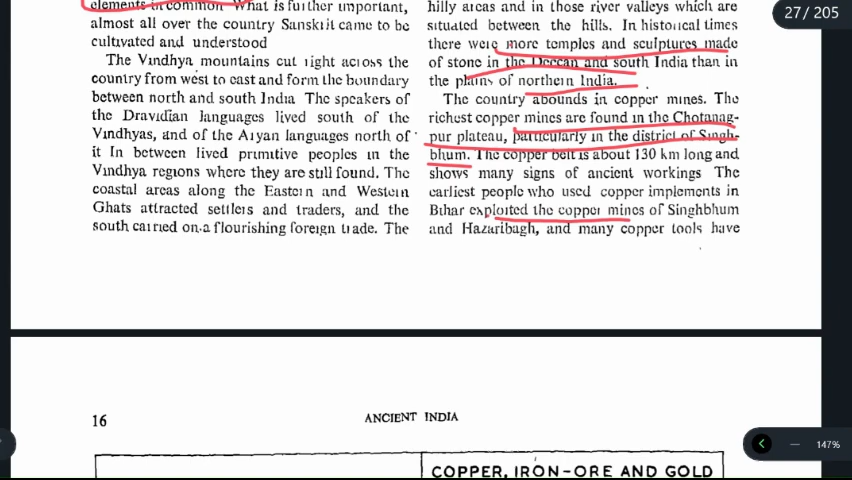 elements in common What is further important,
almost all over the country Sanskrit came to be
cultivated and understood
The Vindhya mountains cut right across the
country from west to east and form the boundary
between north and south India The speakers of
the Dravidian languages lived south of the
Vindhyas, and of the Aryan languages north of
it In between lived primitive peoples in the
Vindhya regions where they are still found. The
coastal areas along the Eastern and Western
Ghats attracted settlers and traders, and the
south carried on a flourishing foreign trade. The
hilly areas and in those river valleys which are
situated between the hills. In historical times
there were more temples and sculptures made
of stone in the Deccan and south India than in
the plains of northern India.
The country abounds in copper mines. The
richest copper mines are found in the Chotanag-
pur plateau, particularly in the district of Singh-
bhum. The copper belt is about 130 km long and
shows many signs of ancient workings The
earliest people who used copper implements in
Bihar exploited the copper mines of Singhbhum
and Hazaribagh, and many copper tools have
27 / 205
16
ANCIENT INDIA
COPPER, IRON-ORE AND GOLD
147%